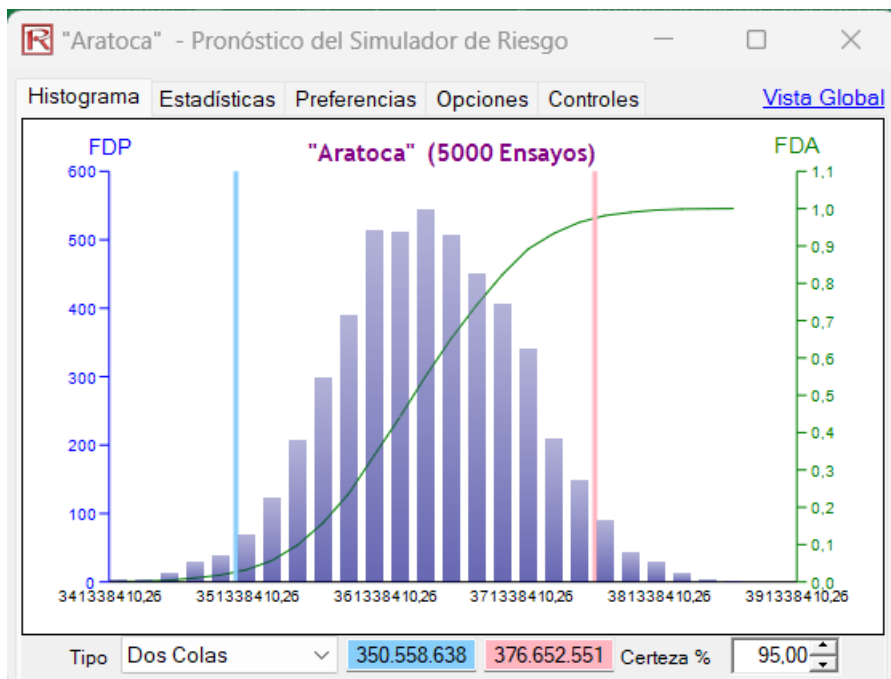 R "Aratoca" - Pronóstico del Simulador de Riesgo
Histograma Estadísticas Preferencias Opciones Controles Vista Global
FDP "Aratoca" (5000 Ensayos) FDA
600 1,1
1,0
500 0,9
400 0,8
0,7
300 0,6
0,5
200 0,4
0,3
100 0,2
0,1
0 0,0
341338410,26 351338410,26 361338410,26 371338410,26 381338410,26 391338410,26
Tipo Dos Colas 350.558.638 376.652.551 Certeza % 95,00